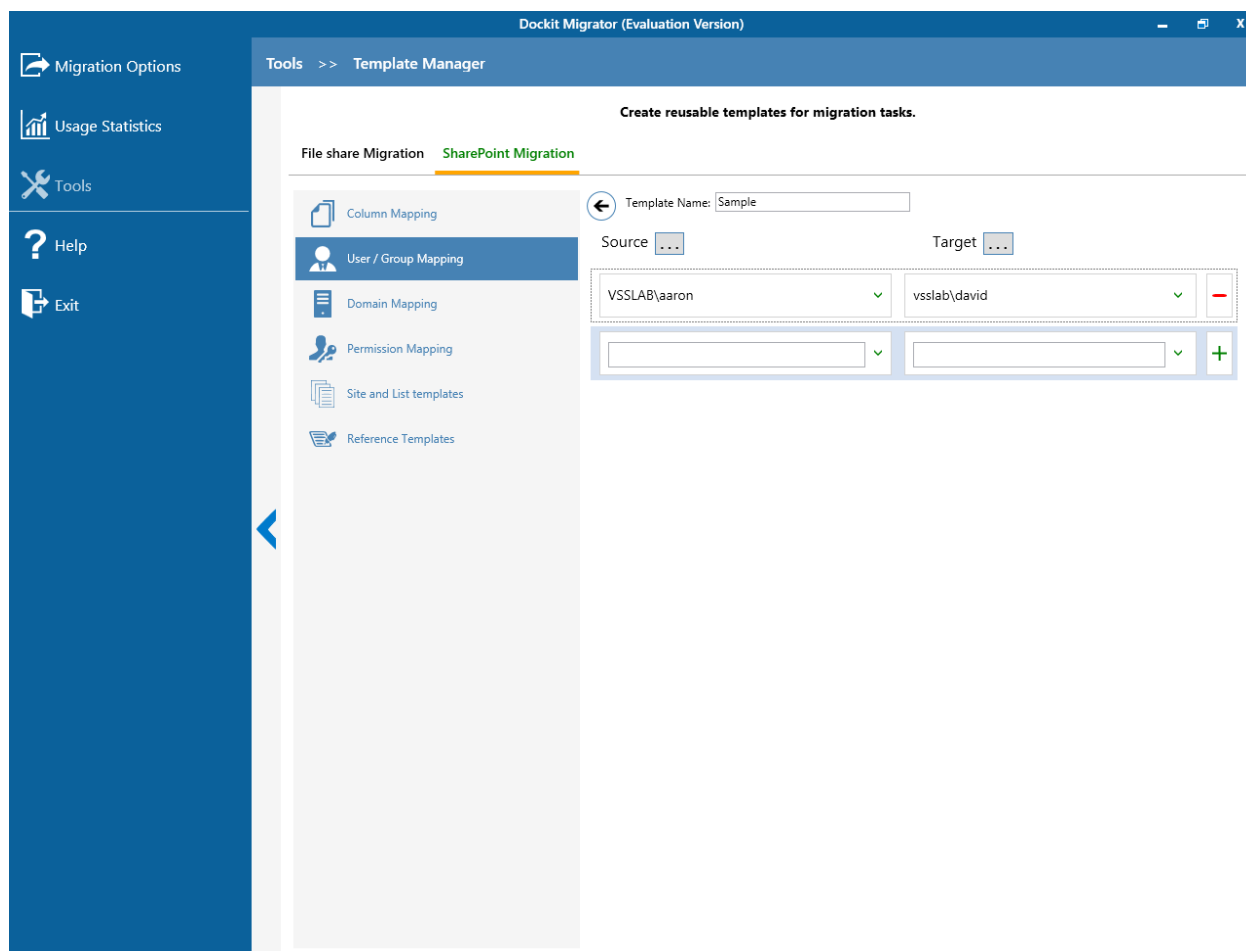 Dockit Migrator (Evaluation Version)
X
Migration Options
Usage Statistics
Tools
Help
Exit
Tools >> Template Manager
Create reusable templates for migration tasks.
File share Migration SharePoint Migration
Column Mapping
User / Group Mapping
Domain Mapping
Permission Mapping
Site and List templates
Reference Templates
Template Name: Sample
Source ... Target ...
VSSLAB\aaron vsslab\david